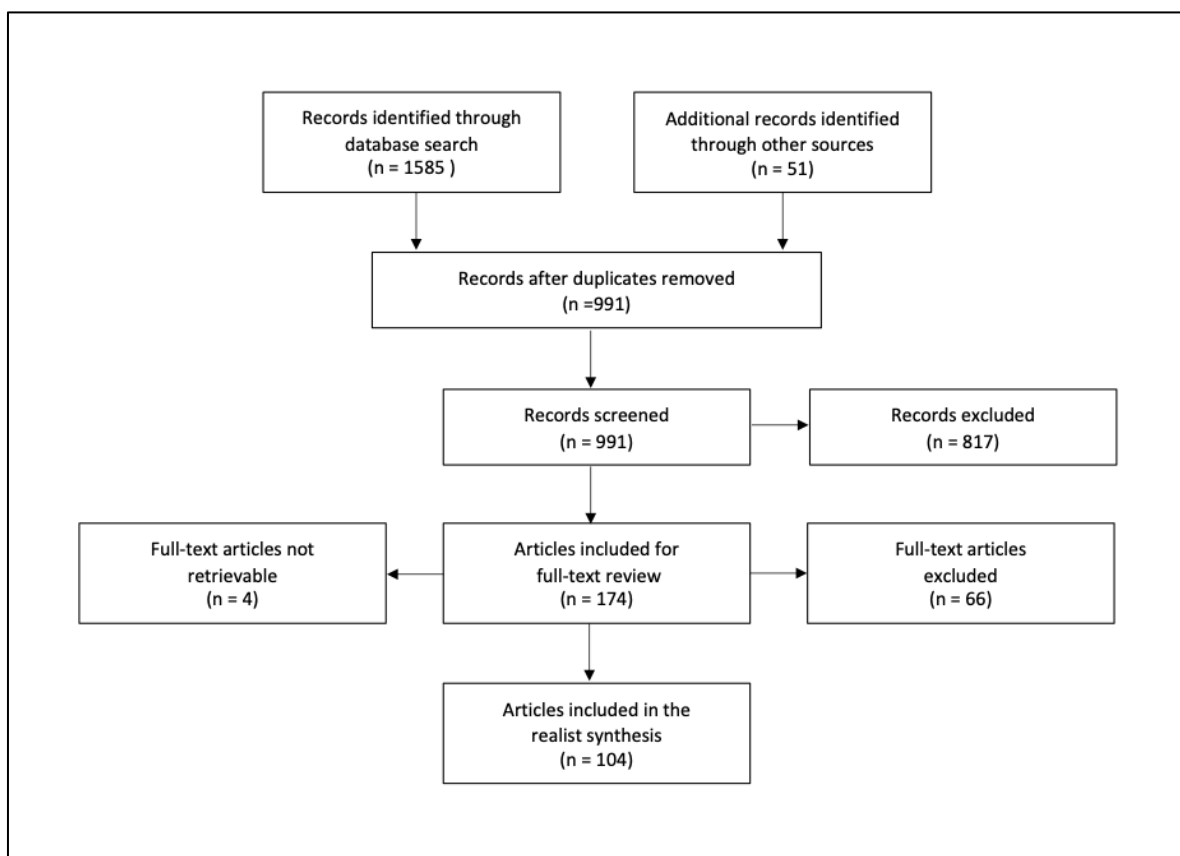 Records identified through
database search
(n = 1585 )
Additional records identified
through other sources
(n = 51)
Records after duplicates removed
(n =991)
Records screened
(n = 991)
Records excluded
(n = 817)
Full-text articles not
retrievable
(n = 4)
Articles included for
full-text review
(n = 174)
Full-text articles
excluded
(n = 66)
Articles included in the
realist synthesis
(n = 104)